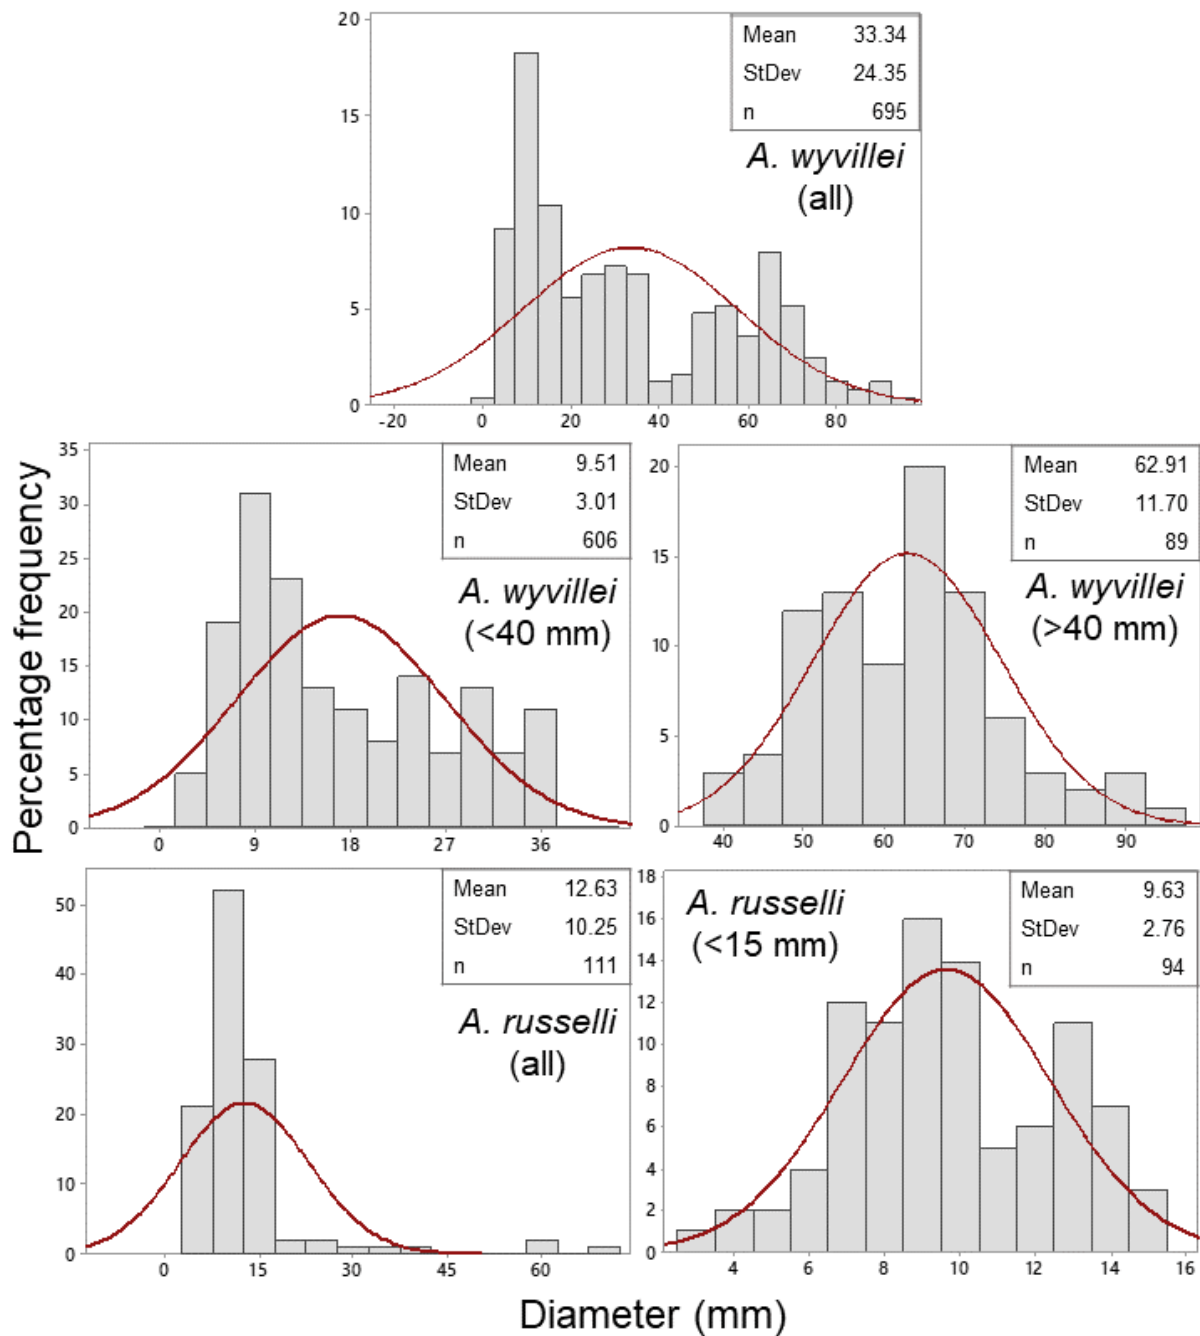 20
15
10
5
0
-20 0 20 40 60 80
Mean 33.34
StDev 24.35
n 695
A. wyvillei
(all)
Percentage frequency
35
30
25
20
15
10
5
0
0 9 18 27 36
Mean 9.51
StDev 3.01
n 606
A. wyvillei
(<40 mm)
20
15
10
5
0
40 50 60 70 80 90
Mean 62.91
StDev 11.70
n 89
A. wyvillei
(>40 mm)
50
40
30
20
10
0
0 15 30 45 60
Mean 12.63
StDev 10.25
n 111
A. russelli
(all)
18
16
14
12
10
8
6
4
2
0
4 6 8 10 12 14 16
A. russelli
(<15 mm)
Mean 9.63
StDev 2.76
n 94
Diameter (mm)